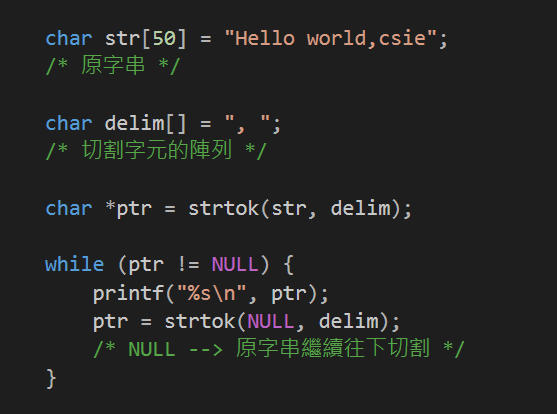 char str[50] = "Hello world,csie";
/* 原字串 */
char delim[] = ", ";
/* 切割字元的陣列 */
char *ptr = strtok(str, delim);
while (ptr != NULL) {
printf("%s\n", ptr);
ptr = strtok(NULL, delim);
/* NULL --> 原字串繼續往下切割 */
}